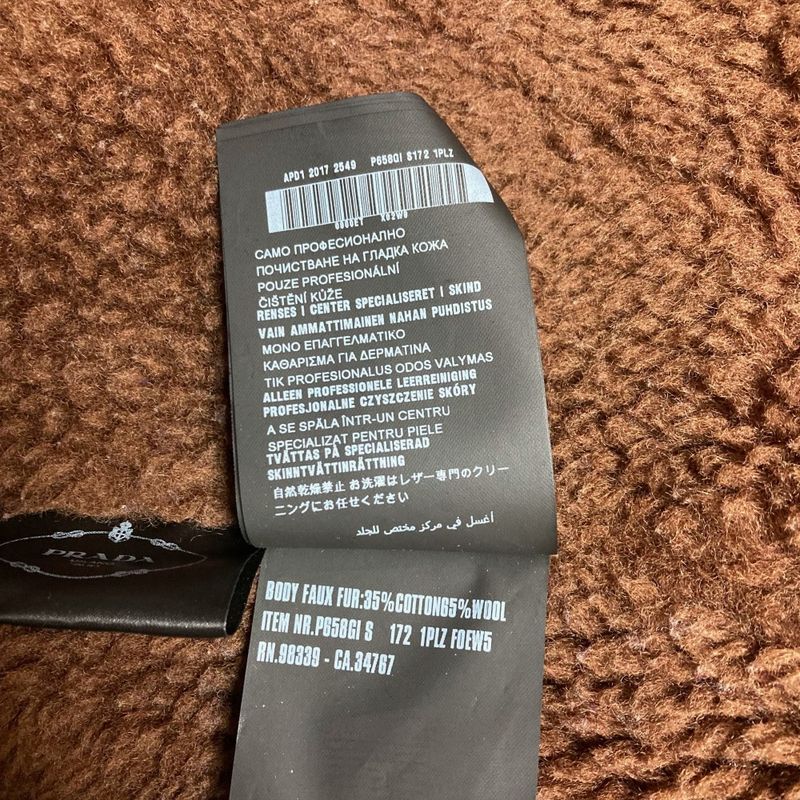 APD1 2017 2549 P658GI S172 1PLZ
САМО ПРОФЕСИОНАЛНО
ПОЧИСТВАНЕ НА ГЛАДКА КОЖА
POUZE PROFESIONÁLNÍ
ČIŠTĚNÍ KŮŽE
RENSES I CENTER SPECIALISERET I SKIND
VAIN AMMATTIMAINEN NAHAN PUHDISTUS
ΜΟΝΟ ΕΠΑΓΓΕΛΜΑΤΙΚΟ
ΚΑΘΑΡΙΣΜΑ ΓΙΑ ΔΕΡΜΑΤΙΝΑ
TIK PROFESIONALUS ODOS VALYMAS
ALLEEN PROFESSIONELE LEERREINIGING
PROFESJONALNE CZYSZCZENIE SKÓRY
A SE SPĂLA ÎNTR-UN CENTRU
SPECIALIZAT PENTRU PIELE
TVÄTTAS PÅ SPECIALISERAD
SKINNTVÄTTINRÄTTNING
自然乾燥禁止 お洗濯はレザー専門のクリー
ニングにお任せください
أغسل في مركز مختص للجلد
PRADA
BODY FAUX FUR:35%COTTON65%WOOL
ITEM NR.P658GI S 172 1PLZ F0EW5
RN.98339 - CA.34767